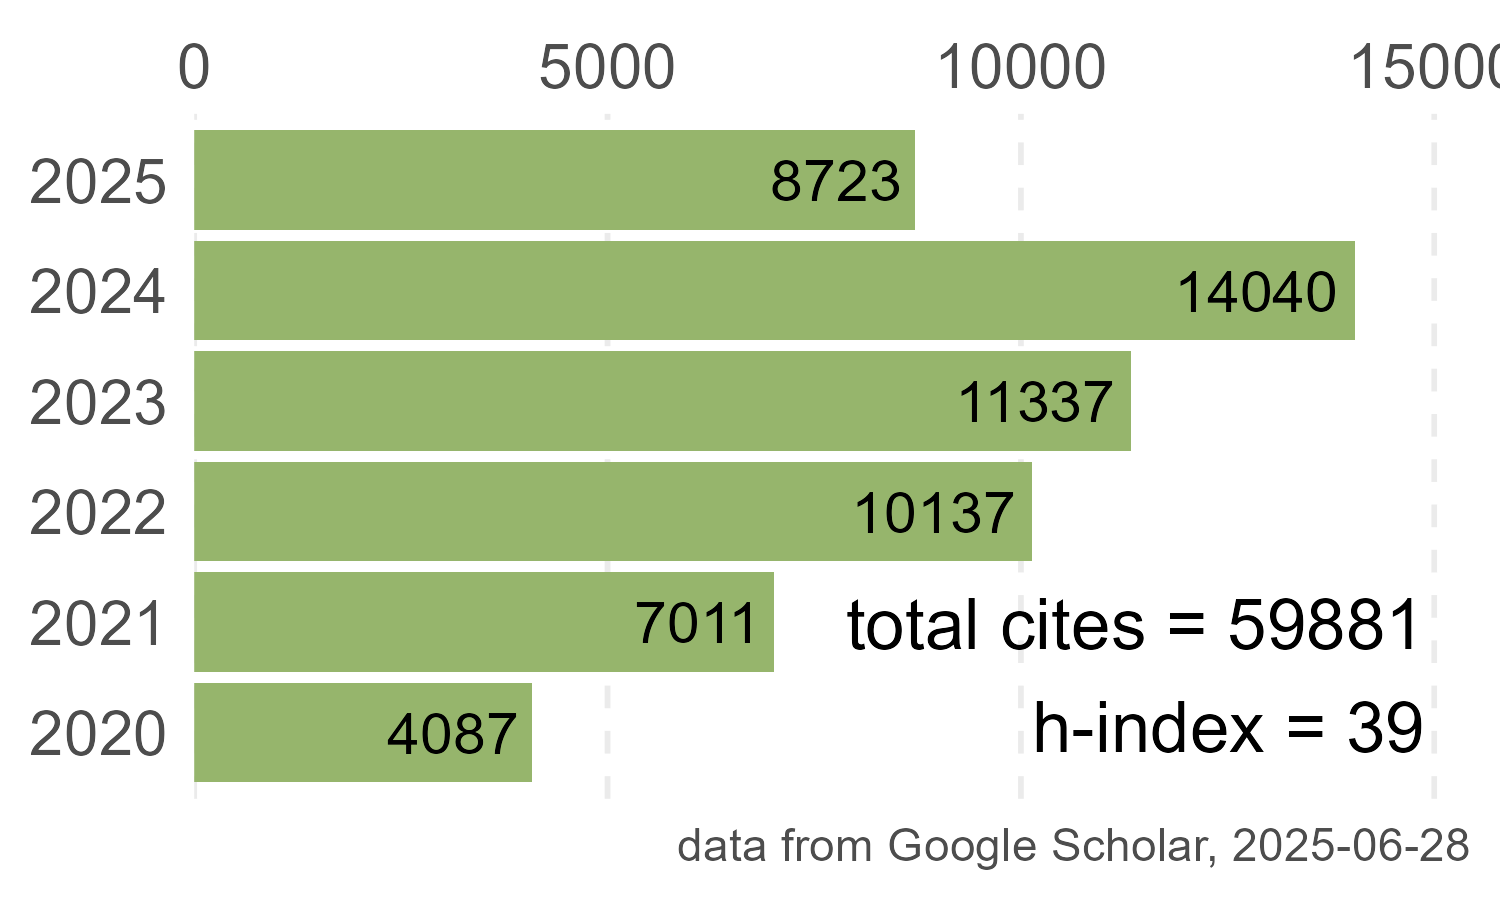 0 5000 10000 15000
2025 8723
2024 14040
2023 11337
2022 10137
2021 7011 total cites = 59881
2020 4087 h-index = 39
data from Google Scholar, 2025-06-28